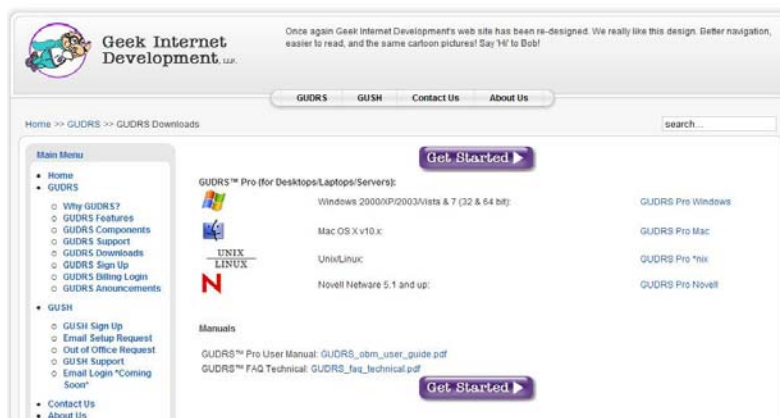 Geek Internet
Development, LLP.
Once again Geek Internet Development's web site has been re-designed. We really like this design. Better navigation,
easier to read, and the same cartoon pictures! Say 'Hi' to Bob!
GUDRS GUSH Contact Us About Us
Home >> GUDRS >> GUDRS Downloads
search...
Main Menu
Home
GUDRS
Why GUDRS?
GUDRS Features
GUDRS Components
GUDRS Support
GUDRS Downloads
GUDRS Sign Up
GUDRS Billing Login
GUDRS Anouncements
GUSH
GUSH Sign Up
Email Setup Request
Out of Office Request
GUSH Support
Email Login *Coming
Soon*
Contact Us
About Us
Get Started
GUDRS™ Pro (for Desktops/Laptops/Servers):
Windows 2000/XP/2003/Vista & 7 (32 & 64 bit): GUDRS Pro Windows
Mac OS X v10.x: GUDRS Pro Mac
UNIX
LINUX
Unix/Linux: GUDRS Pro *nix
N
Novell Netware 5.1 and up: GUDRS Pro Novell
Manuals
GUDRS™ Pro User Manual: GUDRS_obm_user_guide.pdf
GUDRS™ FAQ Technical: GUDRS_faq_technical.pdf
Get Started